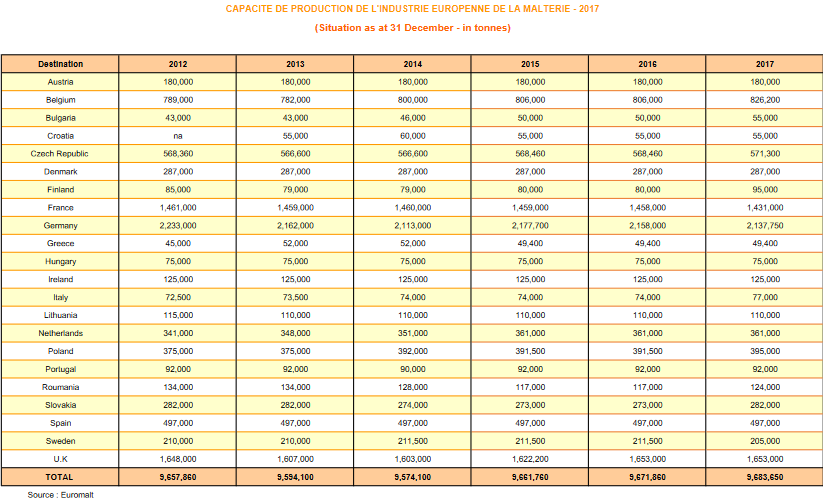 CAPACITE DE PRODUCTION DE L'INDUSTRIE EUROPENNE DE LA MALTERIE - 2017
(Situation as at 31 December - in tonnes)
Destination 2012 2013 2014 2015 2016 2017
Austria 180,000 180,000 180,000 180,000 180,000 180,000
Belgium 789,000 782,000 800,000 806,000 806,000 826,200
Bulgaria 43,000 43,000 46,000 50,000 50,000 55,000
Croatia na 55,000 60,000 55,000 55,000 55,000
Czech Republic 568,360 566,600 566,600 568,460 568,460 571,300
Denmark 287,000 287,000 287,000 287,000 287,000 287,000
Finland 85,000 79,000 79,000 80,000 80,000 95,000
France 1,461,000 1,459,000 1,460,000 1,459,000 1,458,000 1,431,000
Germany 2,233,000 2,162,000 2,113,000 2,177,700 2,158,000 2,137,750
Greece 45,000 52,000 52,000 49,400 49,400 49,400
Hungary 75,000 75,000 75,000 75,000 75,000 75,000
Ireland 125,000 125,000 125,000 125,000 125,000 125,000
Italy 72,500 73,500 74,000 74,000 74,000 77,000
Lithuania 115,000 110,000 110,000 110,000 110,000 110,000
Netherlands 341,000 348,000 351,000 361,000 361,000 361,000
Poland 375,000 375,000 392,000 391,500 391,500 395,000
Portugal 92,000 92,000 90,000 92,000 92,000 92,000
Roumania 134,000 134,000 128,000 117,000 117,000 124,000
Slovakia 282,000 282,000 274,000 273,000 273,000 282,000
Spain 497,000 497,000 497,000 497,000 497,000 497,000
Sweden 210,000 210,000 211,500 211,500 211,500 205,000
U.K 1,648,000 1,607,000 1,603,000 1,622,200 1,653,000 1,653,000
TOTAL 9,657,860 9,594,100 9,574,100 9,661,760 9,671,860 9,683,650
Source : Euromalt